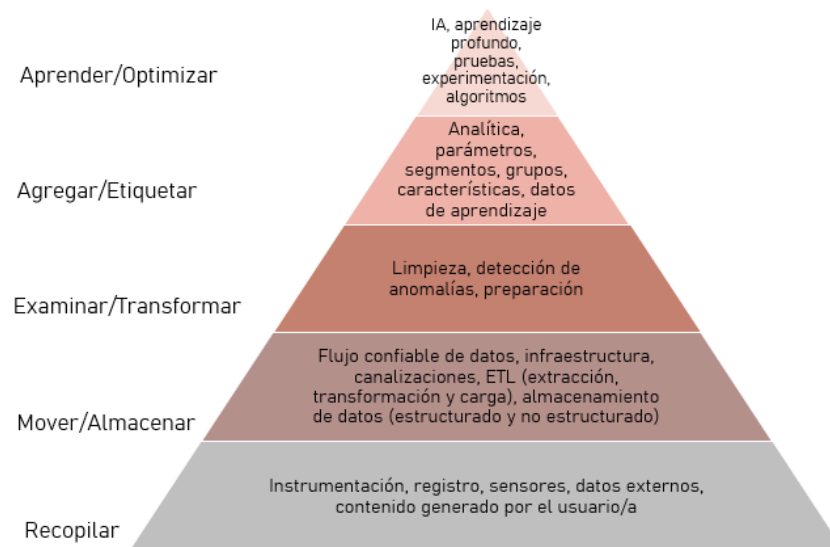 IA, aprendizaje
profundo,
pruebas,
experimentación,
algoritmos
Aprender/Optimizar
Analítica,
parámetros,
segmentos, grupos,
características, datos
de aprendizaje
Agregar/Etiquetar
Limpieza, detección de
anomalías, preparación
Examinar/Transformar
Flujo confiable de datos, infraestructura,
canalizaciones, ETL (extracción,
transformación y carga), almacenamiento
de datos (estructurado y no estructurado)
Mover/Almacenar
Instrumentación, registro, sensores, datos externos,
contenido generado por el usuario/a
Recopilar